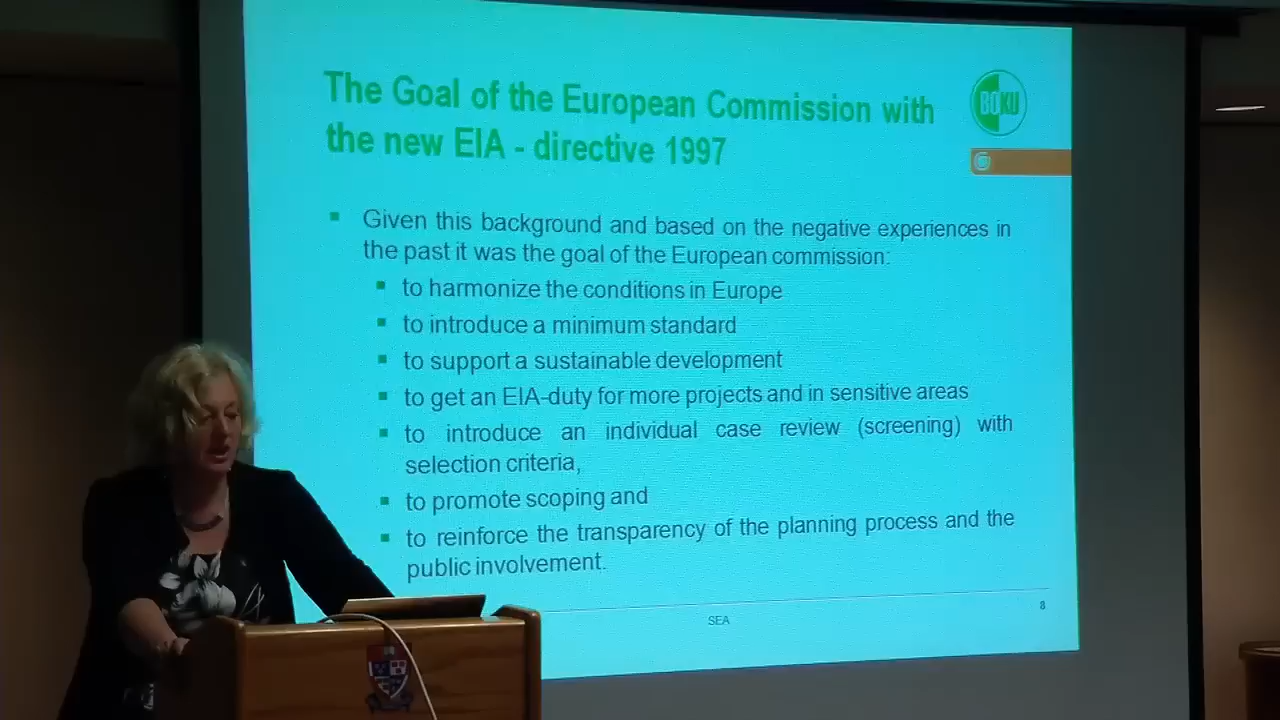 The Goal of the European Commission with
the new EIA - directive 1997
BOKU
Given this background and based on the negative experiences in
the past it was the goal of the European commission:
to harmonize the conditions in Europe
to introduce a minimum standard
to support a sustainable development
to get an EIA-duty for more projects and in sensitive areas
to introduce an individual case review (screening) with
selection criteria,
to promote scoping and
to reinforce the transparency of the planning process and the
public involvement.
SEA
8